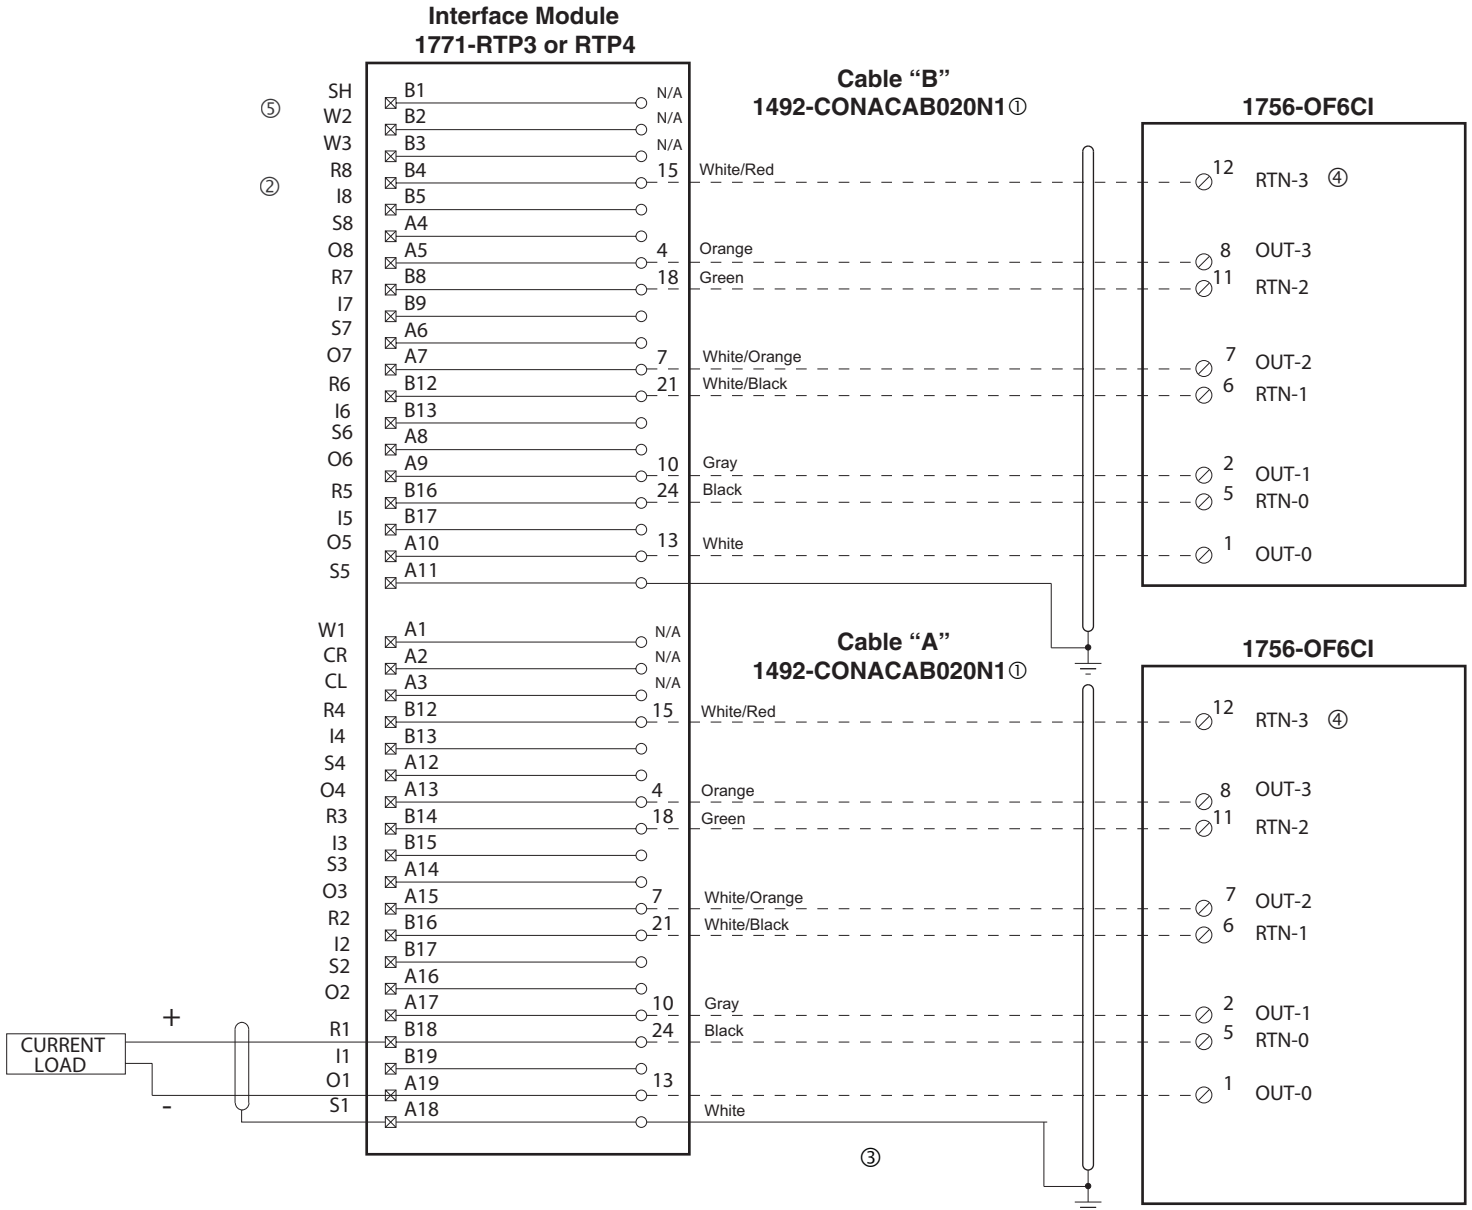 Interface Module
1771-RTP3 or RTP4
Cable “B”
1492-CONACAB020N1①
1756-OF6CI
⑤
②
SH B1 N/A
W2 B2 N/A
W3 B3 N/A
R8 B4 15 White/Red 12 RTN-3 ④
I8 B5
S8 A4
O8 A5 4 Orange 8 OUT-3
R7 B8 18 Green 11 RTN-2
I7 B9
S7 A6
O7 A7 7 White/Orange 7 OUT-2
R6 B12 21 White/Black 6 RTN-1
I6 B13
S6 A8
O6 A9 10 Gray 2 OUT-1
R5 B16 24 Black 5 RTN-0
I5 B17
O5 A10 13 White 1 OUT-0
S5 A11
Cable “A”
1492-CONACAB020N1①
1756-OF6CI
W1 A1 N/A
CR A2 N/A
CL A3 N/A
R4 B12 15 White/Red 12 RTN-3 ④
I4 B13
S4 A12
O4 A13 4 Orange 8 OUT-3
R3 B14 18 Green 11 RTN-2
I3 B15
S3 A14
O3 A15 7 White/Orange 7 OUT-2
R2 B16 21 White/Black 6 RTN-1
I2 B17
S2 A16
O2 A17 10 Gray 2 OUT-1
+
R1 B18 24 Black 5 RTN-0
CURRENT
LOAD
I1 B19
O1 A19 13 1 OUT-0
-
S1 A18 White
③